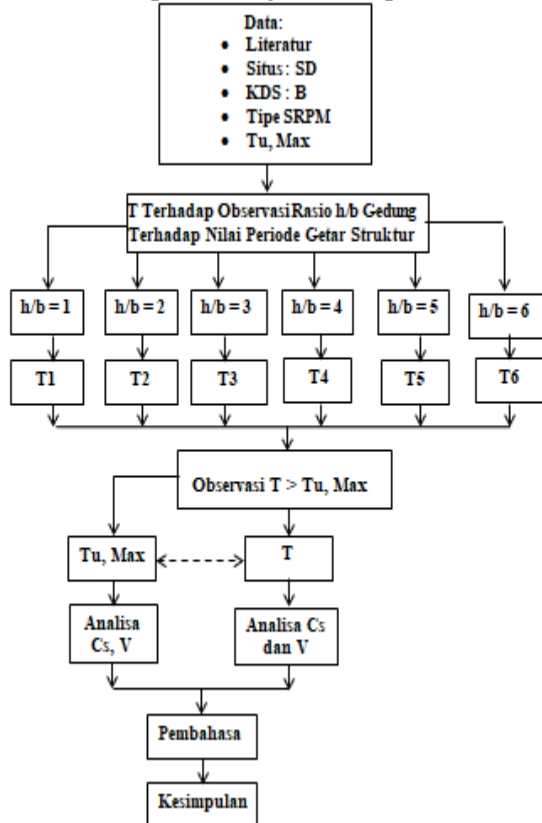 Data:
• Literatur
• Situs : SD
• KDS : B
• Tipe SRPM
• Tu, Max
T Terhadap Observasi Rasio h/b Gedung
Terhadap Nilai Periode Getar Struktur
h/b = 1
h/b = 2
h/b = 3
h/b = 4
h/b = 5
h/b = 6
T1
T2
T3
T4
T5
T6
Observasi T > Tu, Max
Tu, Max
T
Analisa
Cs, V
Analisa Cs
dan V
Pembahasa
Kesimpulan